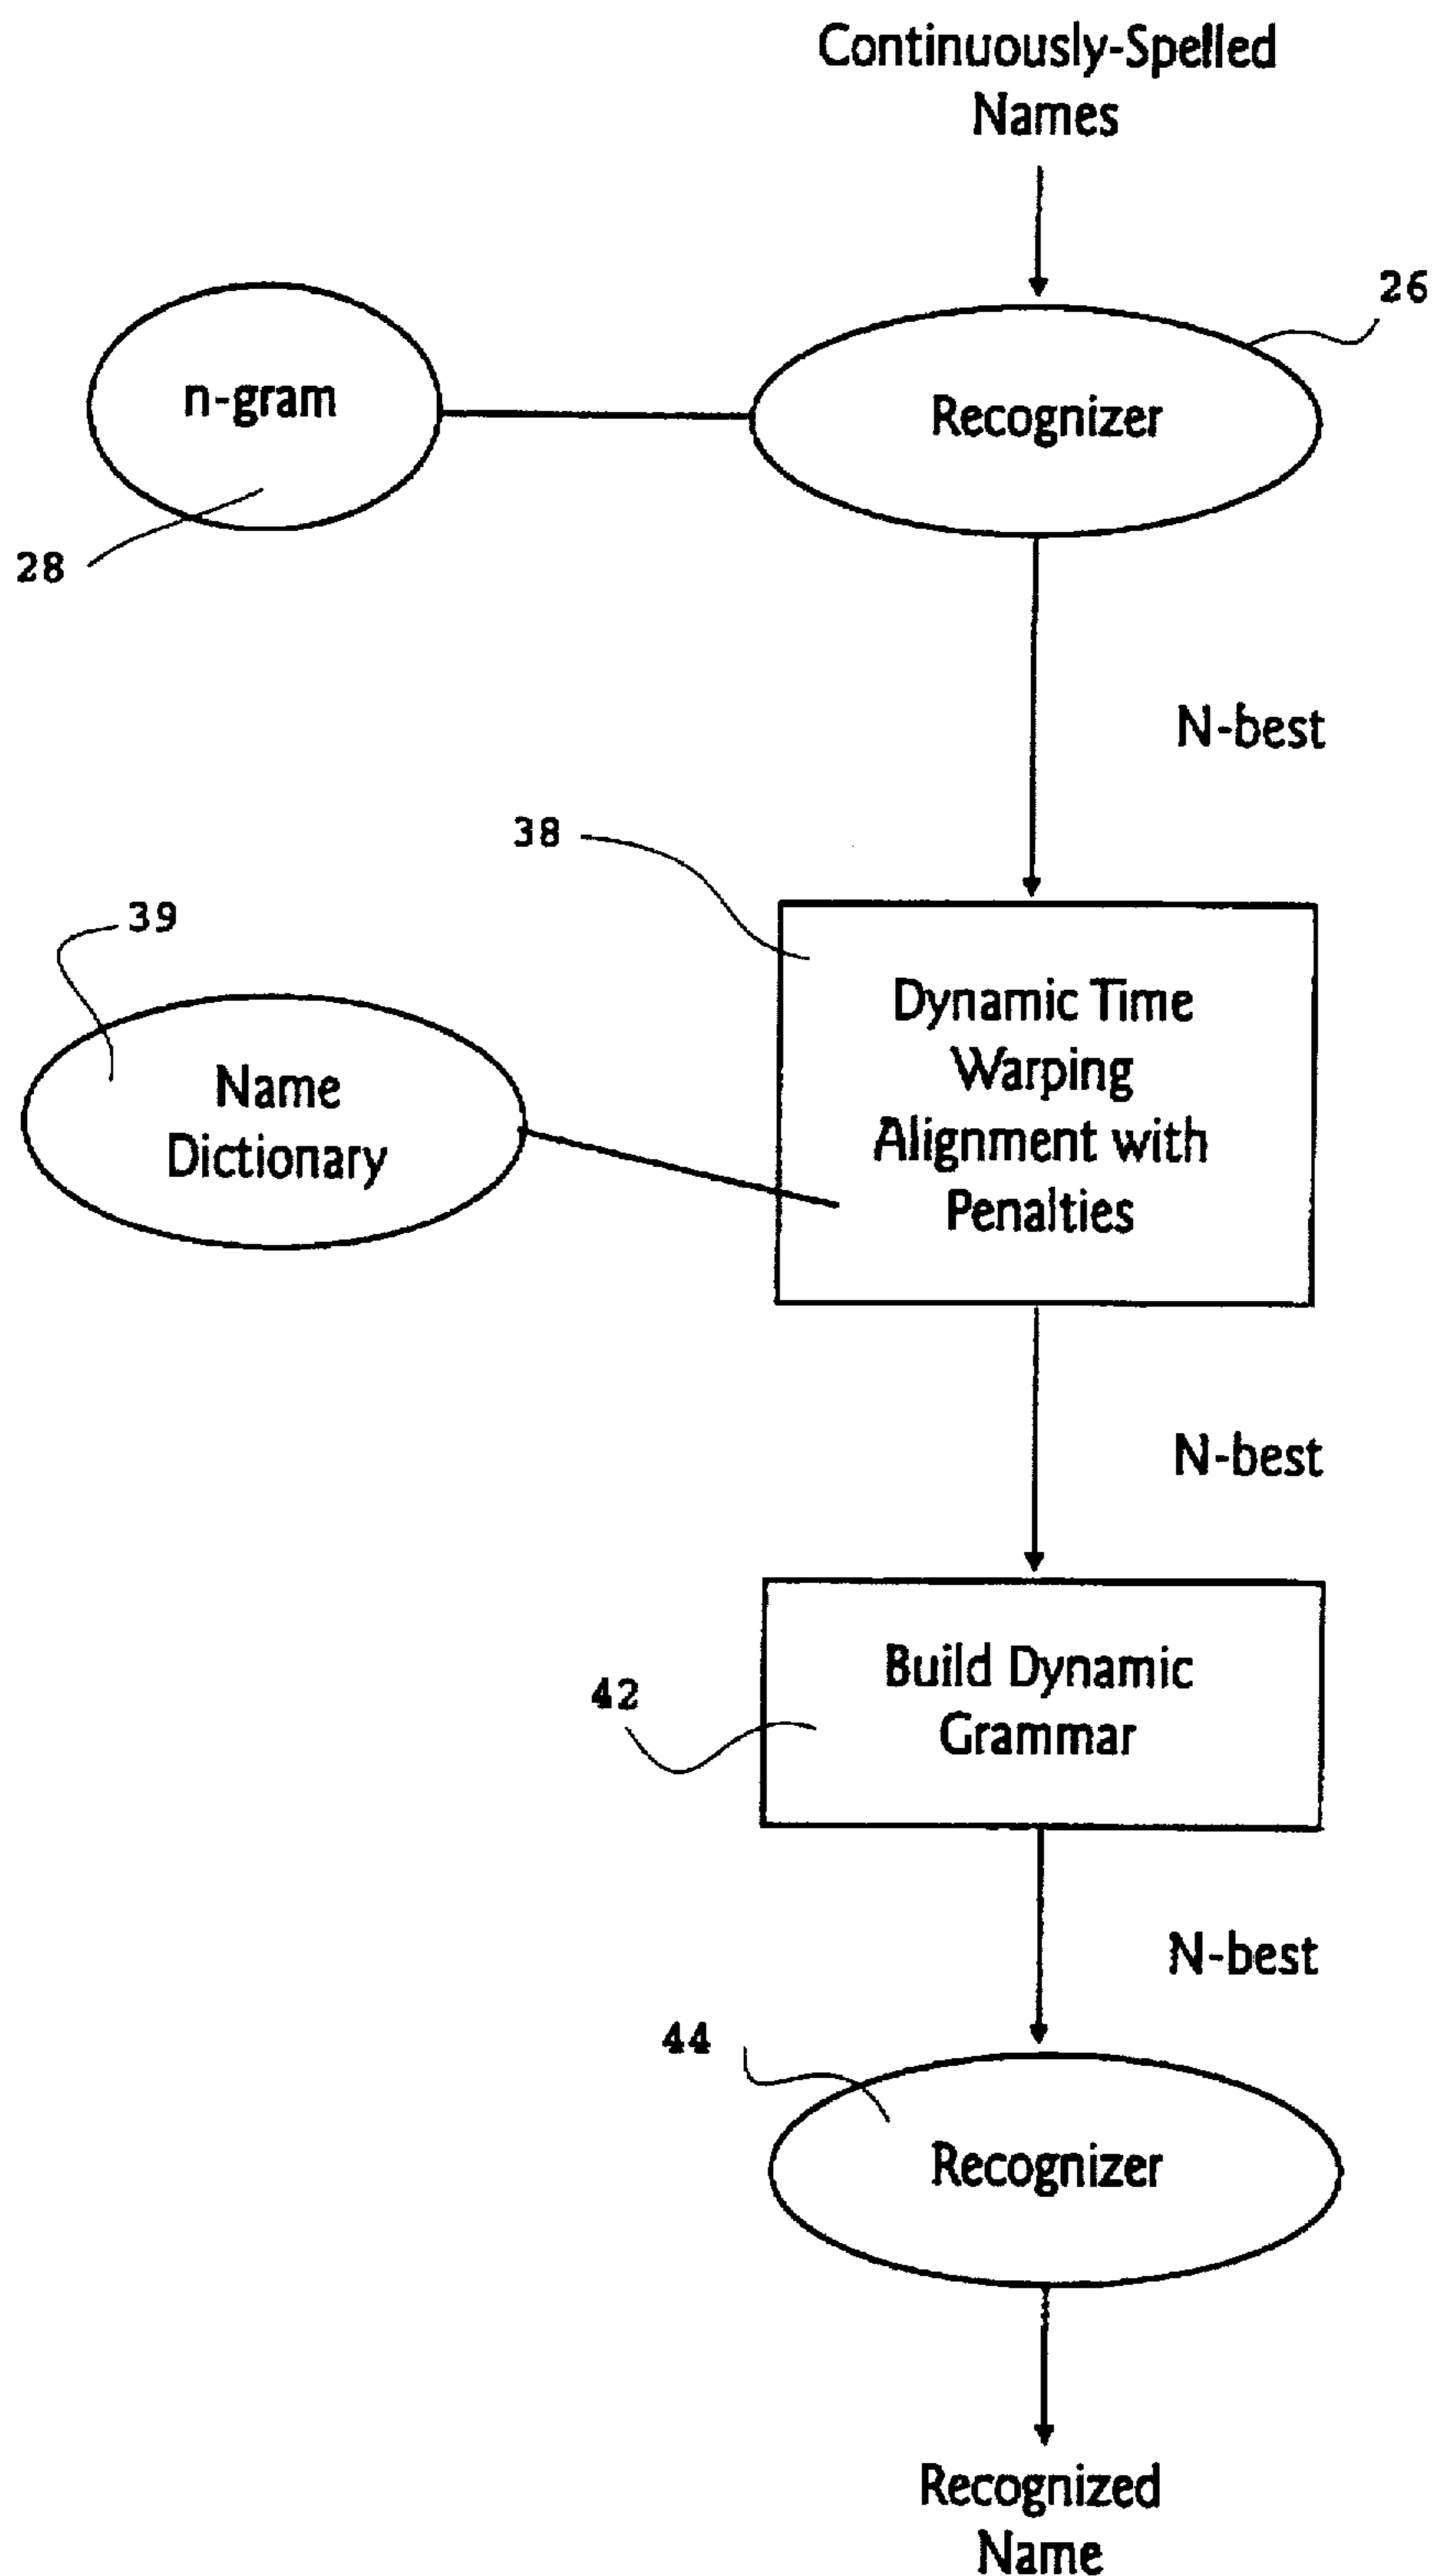 Continuously-Spelled
Names
26
n-gram
Recognizer
28
N-best
38
39
Dynamic Time
Warping
Alignment with
Penalties
Name
Dictionary
N-best
Build Dynamic
Grammar
42
N-best
44
Recognizer
Recognized
Name